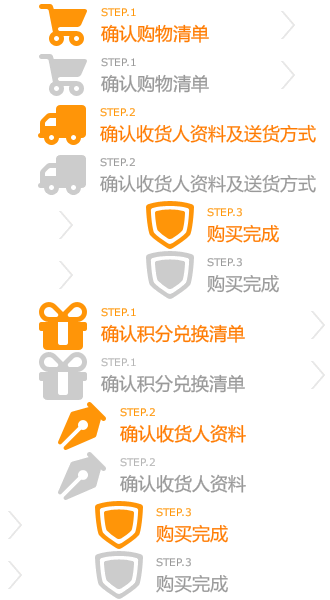 STEP.1
确认购物清单
STEP.1
确认购物清单
STEP.2
确认收货人资料及送货方式
STEP.2
确认收货人资料及送货方式
STEP.3
购买完成
STEP.3
购买完成
STEP.1
确认积分兑换清单
STEP.1
确认积分兑换清单
STEP.2
确认收货人资料
STEP.2
确认收货人资料
STEP.3
购买完成
STEP.3
购买完成